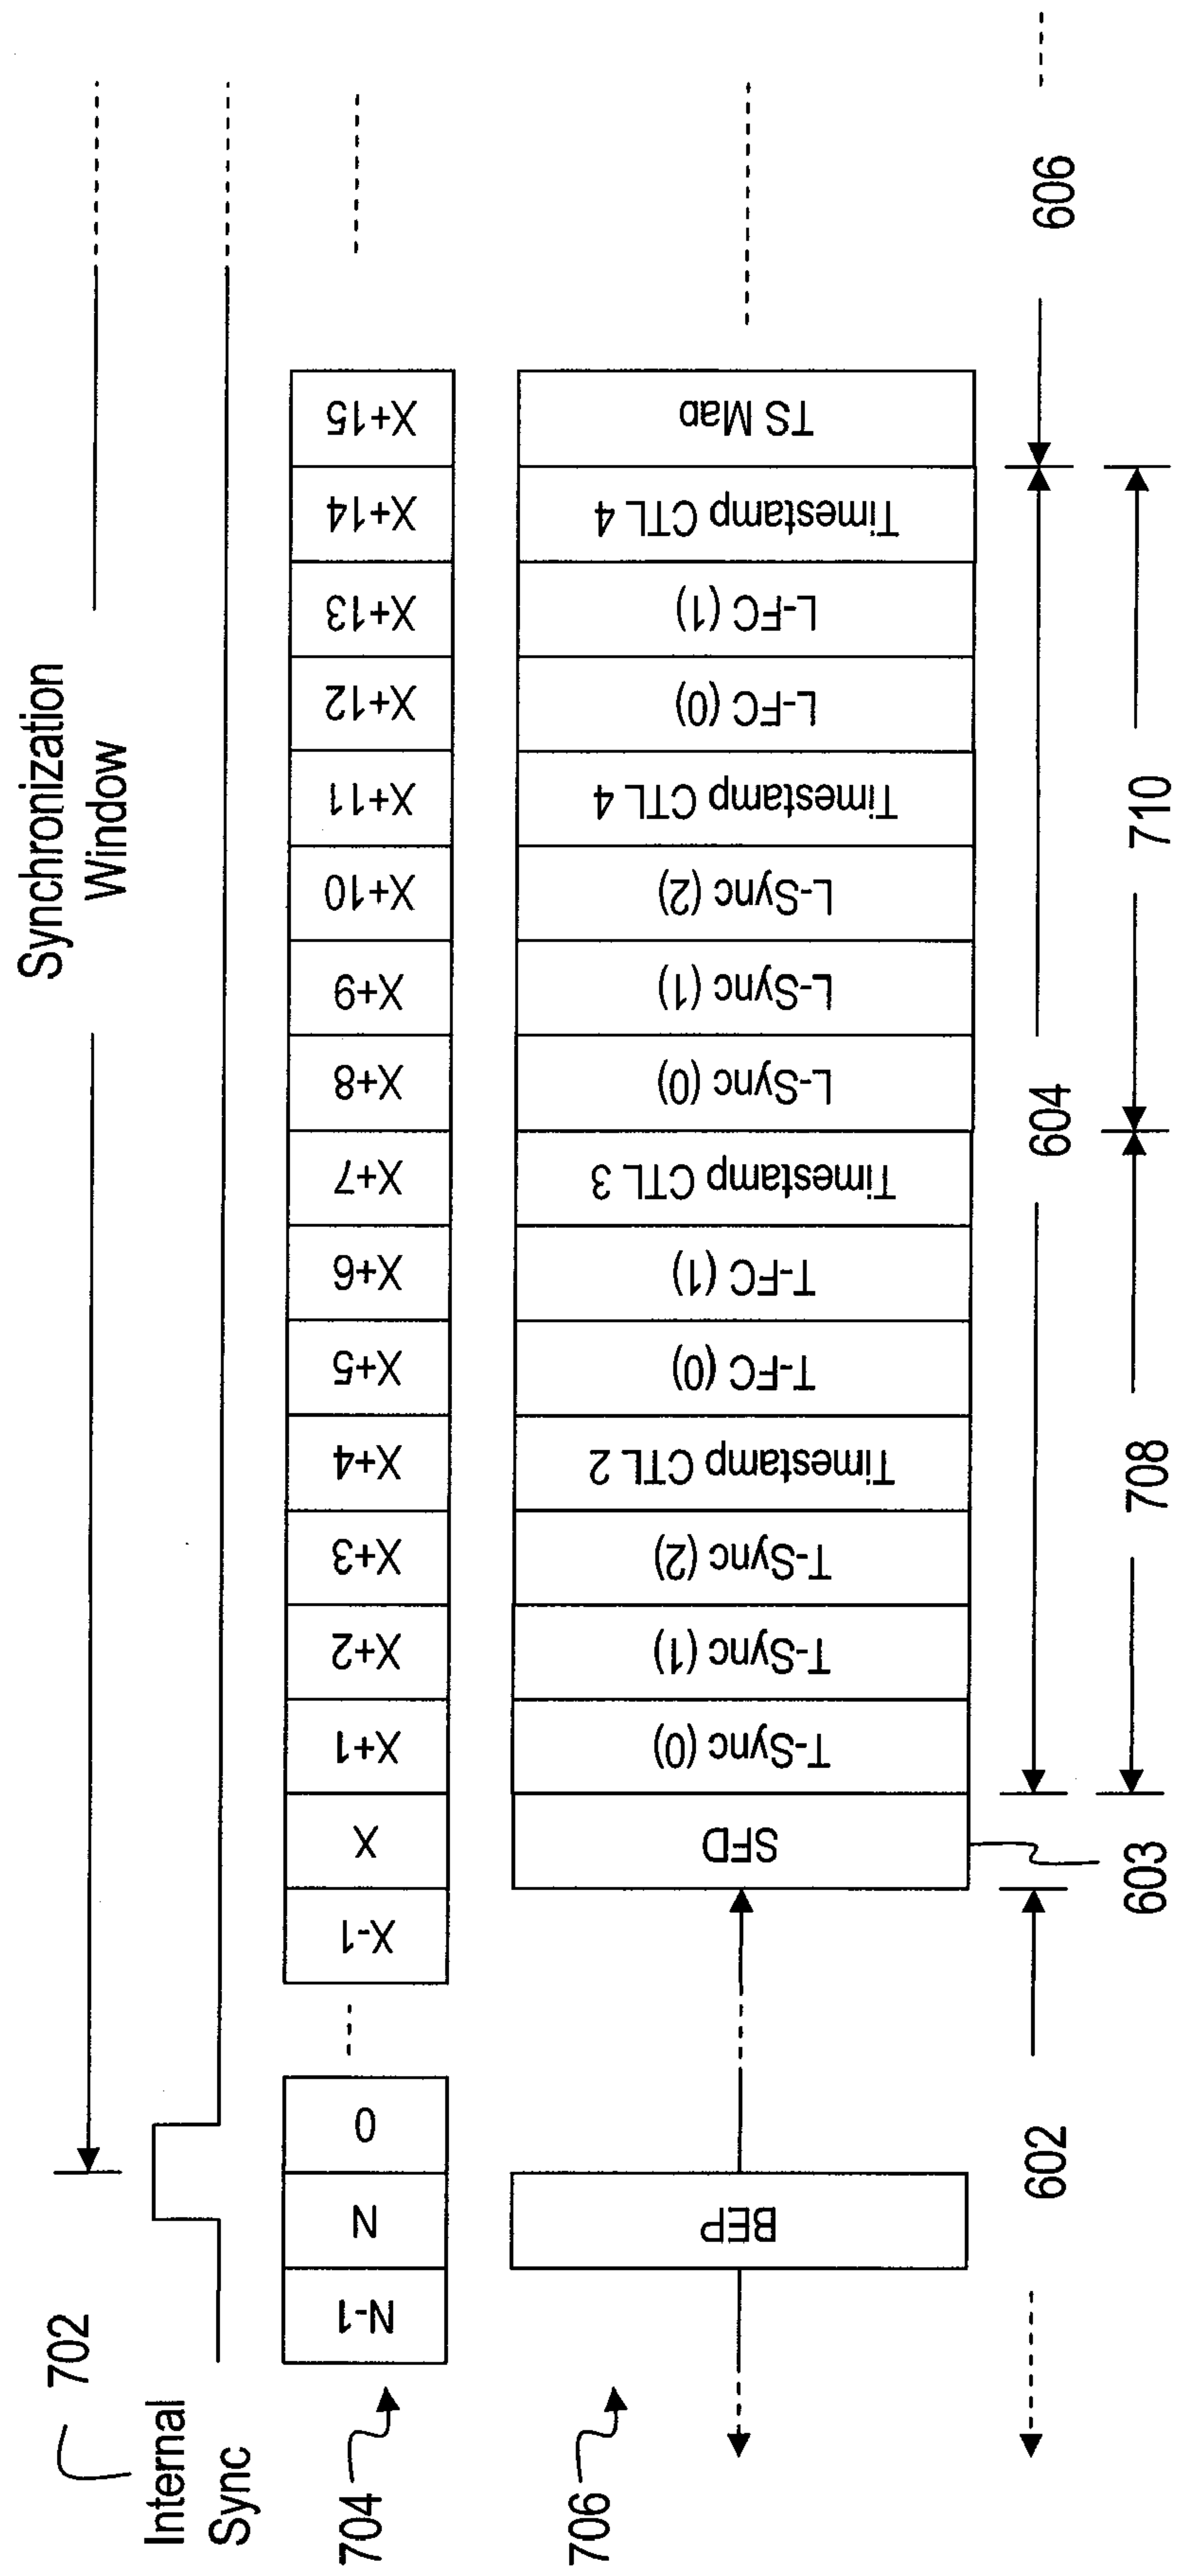 Synchronization
Window
702
Internal
Sync
704
N-1
N
0
X-1
X
X+1
X+2
X+3
X+4
X+5
X+6
X+7
X+8
X+9
X+10
X+11
X+12
X+13
X+14
X+15
706
BEP
SFD
T-Sync (0)
T-Sync (1)
T-Sync (2)
Timestamp CTL 2
T-FC (0)
T-FC (1)
Timestamp CTL 3
L-Sync (0)
L-Sync (1)
L-Sync (2)
Timestamp CTL 4
L-FC (0)
L-FC (1)
Timestamp CTL 4
TS Map
602
604
606
603
708
710